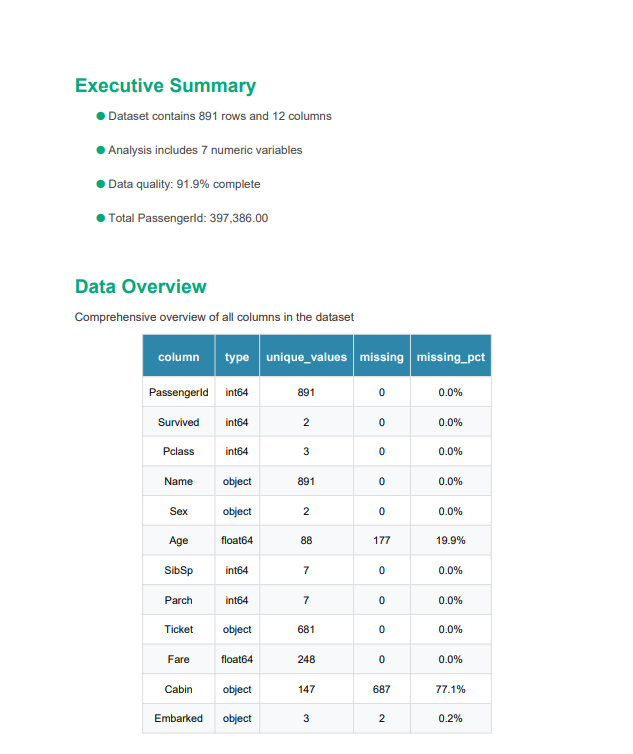 Executive Summary
● Dataset contains 891 rows and 12 columns
● Analysis includes 7 numeric variables
● Data quality: 91.9% complete
● Total PassengerId: 397,386.00
Data Overview
Comprehensive overview of all columns in the dataset
column type unique_values missing missing_pct
PassengerId int64 891 0 0.0%
Survived int64 2 0 0.0%
Pclass int64 3 0 0.0%
Name object 891 0 0.0%
Sex object 2 0 0.0%
Age float64 88 177 19.9%
SibSp int64 7 0 0.0%
Parch int64 7 0 0.0%
Ticket object 681 0 0.0%
Fare float64 248 0 0.0%
Cabin object 147 687 77.1%
Embarked object 3 2 0.2%